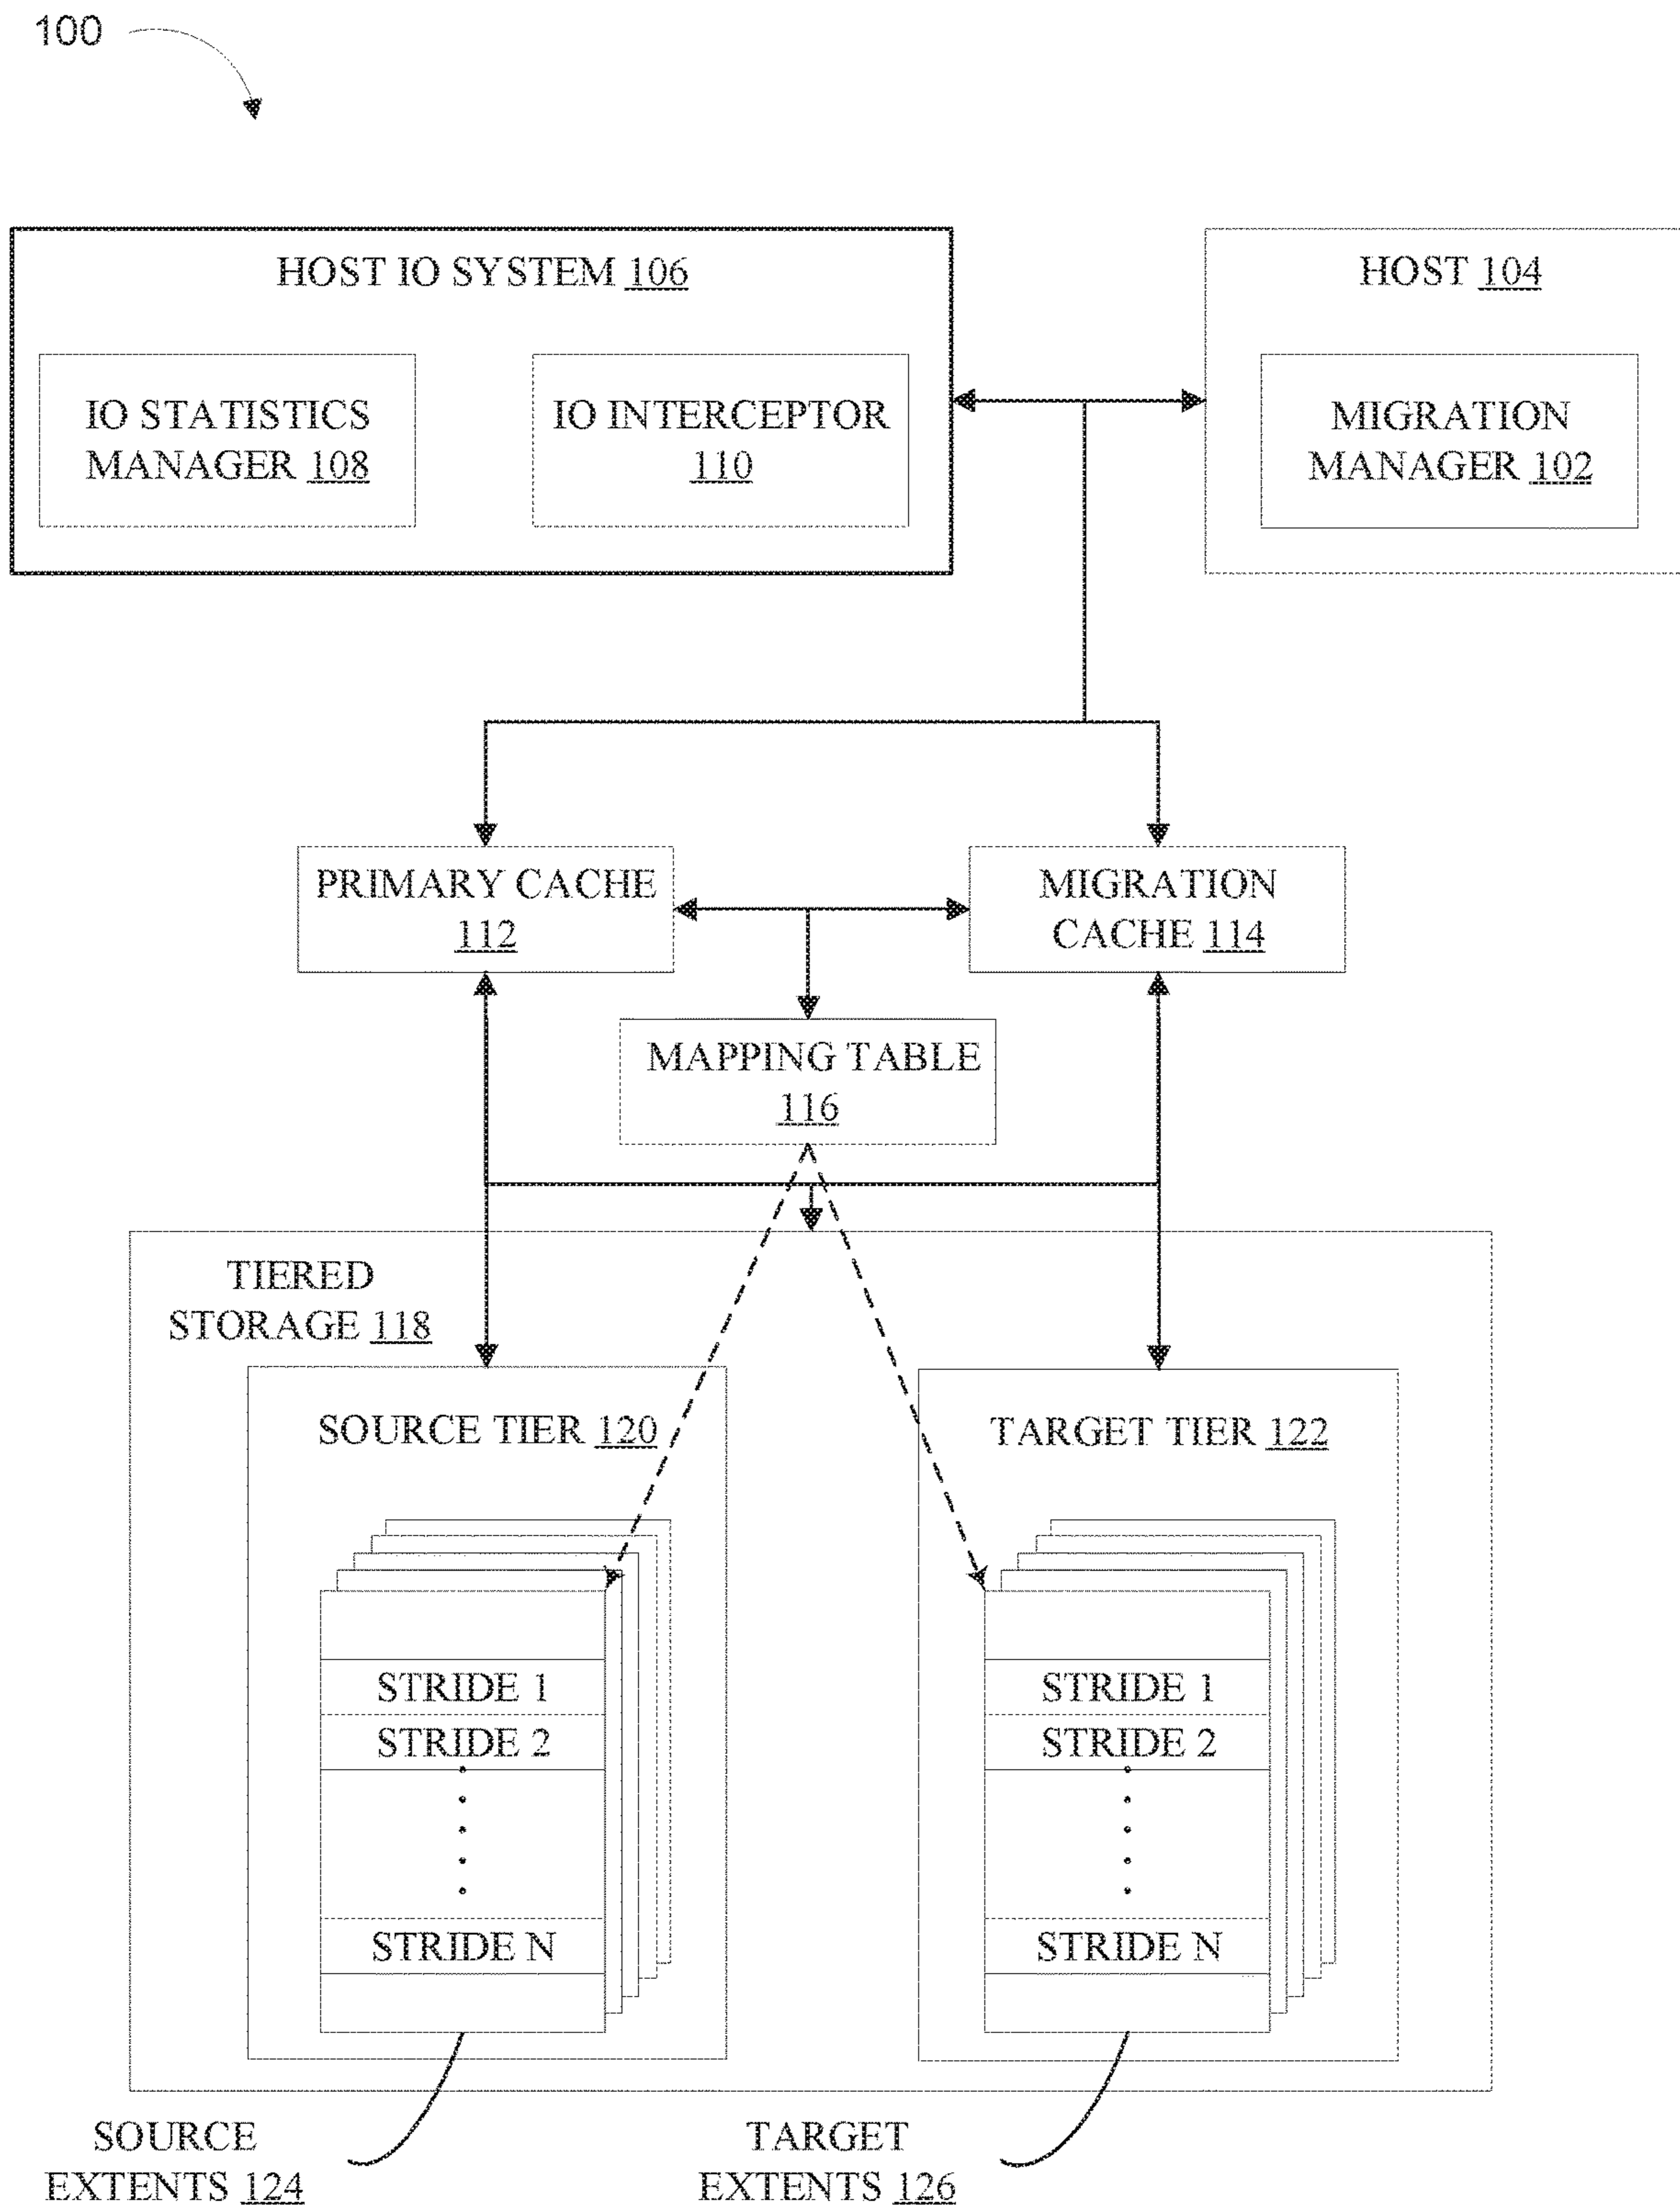 100
HOST IO SYSTEM 106
HOST 104
IO STATISTICS
MANAGER 108
IO INTERCEPTOR
110
MIGRATION
MANAGER 102
PRIMARY CACHE
112
MIGRATION
CACHE 114
MAPPING TABLE
116
TIERED
STORAGE 118
SOURCE TIER 120
TARGET TIER 122
STRIDE 1
STRIDE 2
STRIDE N
STRIDE 1
STRIDE 2
STRIDE N
SOURCE
EXTENTS 124
TARGET
EXTENTS 126